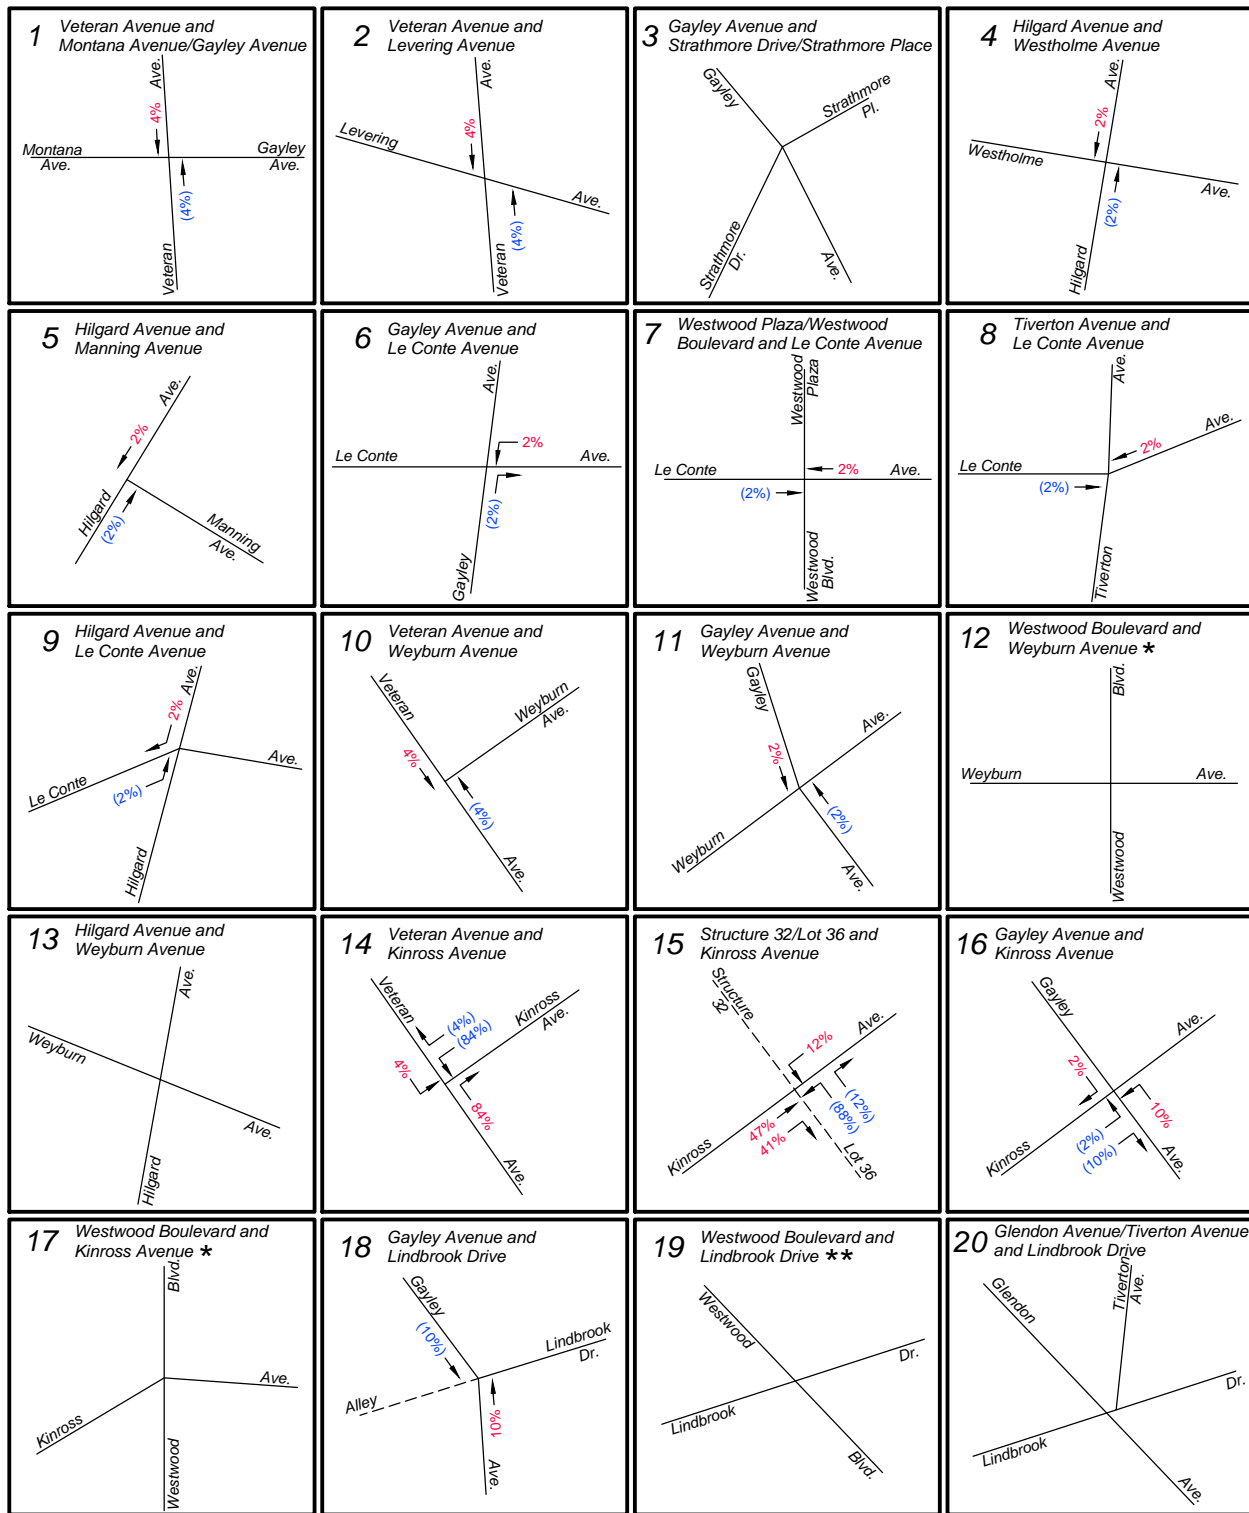 1 Veteran Avenue and
Montana Avenue/Gayley Avenue
Ave.
4%
Montana
Ave.
Gayley
Ave.
(4%)
Veteran
2 Veteran Avenue and
Levering Avenue
Ave.
Levering
4%
Ave.
(4%)
Veteran
3 Gayley Avenue and
Strathmore Drive/Strathmore Place
Gayley
Strathmore
Pl.
Strathmore
Dr.
Ave.
4 Hilgard Avenue and
Westholme Avenue
Ave.
2%
Westholme
Ave.
(2%)
Hilgard
5 Hilgard Avenue and
Manning Avenue
Ave.
2%
Hilgard
(2%)
Manning
Ave.
6 Gayley Avenue and
Le Conte Avenue
Ave.
2%
Le Conte
Ave.
(2%)
Gayley
7 Westwood Plaza/Westwood
Boulevard and Le Conte Avenue
Westwood
Plaza
Le Conte
2%
Ave.
(2%)
Westwood
Blvd.
8 Tiverton Avenue and
Le Conte Avenue
Ave.
Ave.
2%
Le Conte
(2%)
Tiverton
9 Hilgard Avenue and
Le Conte Avenue
Ave.
2%
Ave.
Le Conte
(2%)
Hilgard
10 Veteran Avenue and
Weyburn Avenue
Veteran
Weyburn
Ave.
4%
(4%)
Ave.
11 Gayley Avenue and
Weyburn Avenue
Gayley
Ave.
2%
(2%)
Weyburn
Ave.
12 Westwood Boulevard and
Weyburn Avenue *
Blvd.
Weyburn
Ave.
Westwood
13 Hilgard Avenue and
Weyburn Avenue
Ave.
Weyburn
Ave.
Hilgard
14 Veteran Avenue and
Kinross Avenue
Veteran
(4%)
(84%)
Kinross
Ave.
4%
84%
Ave.
15 Structure 32/Lot 36 and
Kinross Avenue
Structure
32
Ave.
12%
(12%)
(88%)
47%
41%
Kinross
Lot 36
16 Gayley Avenue and
Kinross Avenue
Gayley
Ave.
2%
10%
(2%)
(10%)
Kinross
Ave.
17 Westwood Boulevard and
Kinross Avenue *
Blvd.
Ave.
Kinross
Westwood
18 Gayley Avenue and
Lindbrook Drive
Gayley
(10%)
Lindbrook
Dr.
Alley
10%
Ave.
19 Westwood Boulevard and
Lindbrook Drive **
Westwood
Dr.
Lindbrook
Blvd.
20 Glendon Avenue/Tiverton Avenue
and Lindbrook Drive
Glendon
Tiverton
Ave.
Dr.
Lindbrook
Ave.